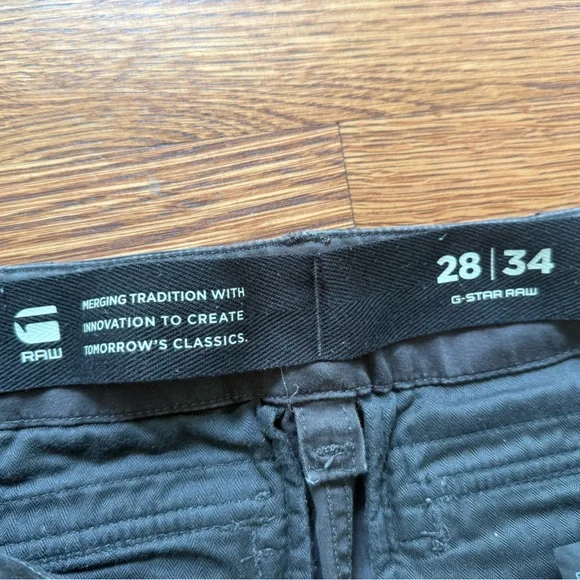 RAW
MERGING TRADITION WITH
INNOVATION TO CREATE
TOMORROW'S CLASSICS.
28|34
G-STAR RAW